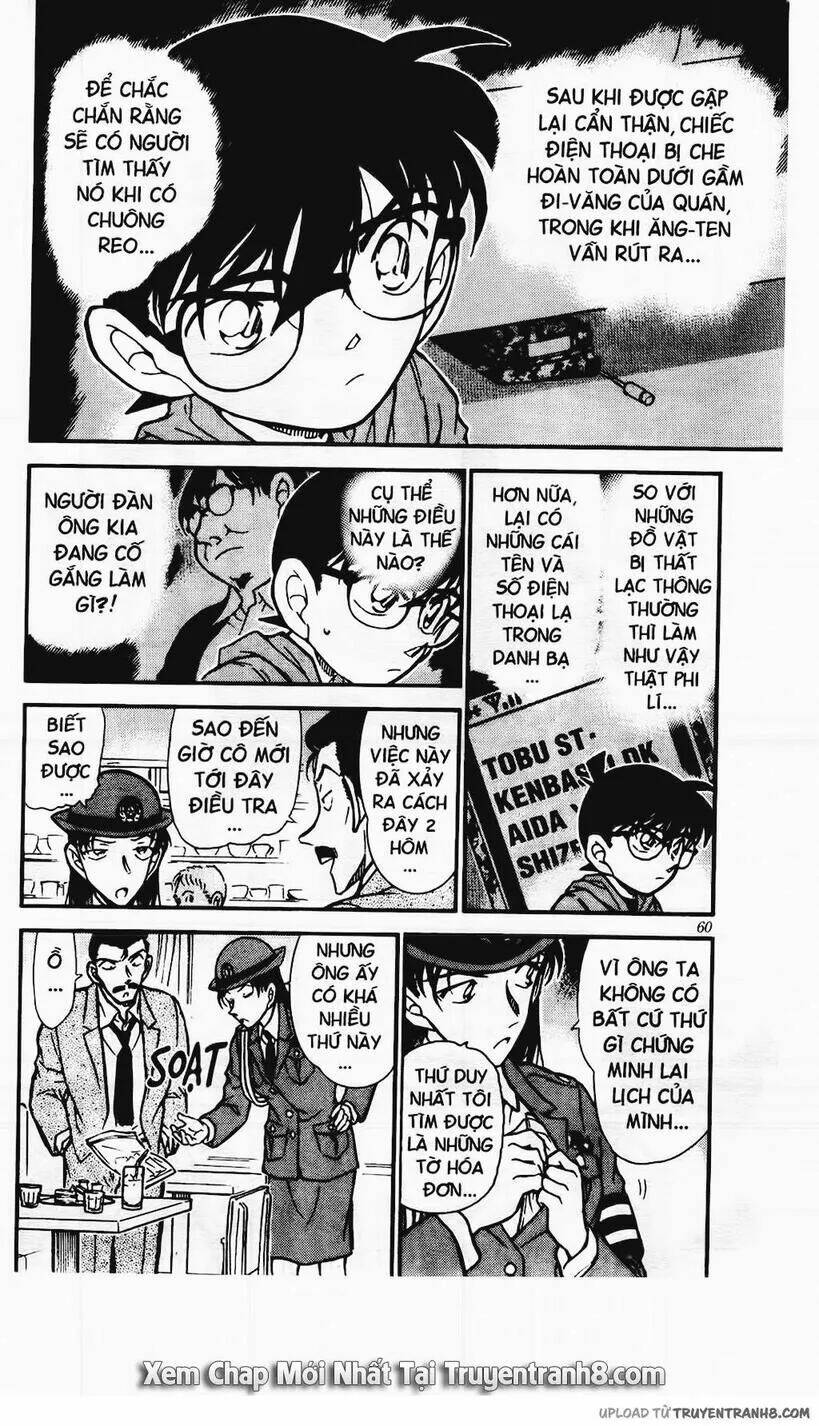 SAU KHI ĐƯỢC GẬP
LẠI CẨN THẬN, CHIẾC
ĐIỆN THOẠI BỊ CHE
HOÀN TOÀN DƯỚI GẦM
ĐI-VĂNG CỦA QUÁN,
TRONG KHI ĂNG-TEN
VẪN RÚT RA...
ĐỂ CHẮC
CHẮN RẰNG
SẼ CÓ NGƯỜI
TÌM THẤY
NÓ KHI CÓ
CHUÔNG
REO...
SO VỚI
NHỮNG
ĐỒ VẬT
BỊ THẤT
LẠC THÔNG
THƯỜNG
THÌ LÀM
NHƯ VẬY
THẬT PHI
LÍ...
HƠN NỮA,
LẠI CÓ
NHỮNG CÁI
TÊN VÀ
SỐ ĐIỆN
THOẠI LẠ
TRONG
DANH BẠ
...
TOBU ST.
KENBAS
AIDA
SHIZE
CỤ THỂ
NHỮNG ĐIỀU
NÀY LÀ THẾ
NÀO?
NGƯỜI ĐÀN
ÔNG KIA
ĐANG CỐ
GẮNG LÀM
GÌ?!
NHƯNG
VIỆC NÀY
ĐÃ XẢY
RA CÁCH
ĐÂY 2
HÔM
...
SAO ĐẾN
GIỜ CÔ MỚI
TỚI ĐÂY
ĐIỀU TRA
...
BIẾT
SAO
ĐƯỢC
...
60
VÌ ÔNG TA
KHÔNG CÓ
BẤT CỨ THỨ
GÌ CHỨNG
MINH LAI
LỊCH CỦA
MÌNH...
THỨ DUY
NHẤT TÔI
TÌM ĐƯỢC
LÀ NHỮNG
TỜ HÓA
ĐƠN...
NHƯNG
ÔNG ẤY
CÓ KHÁ
NHIỀU
THỨ NÀY
...
SOẠT
Ồ
...
Xem Chap Mới Nhất Tại Truyentranh8.com
UPLOAD TỪ TRUYENTRANH8.COM